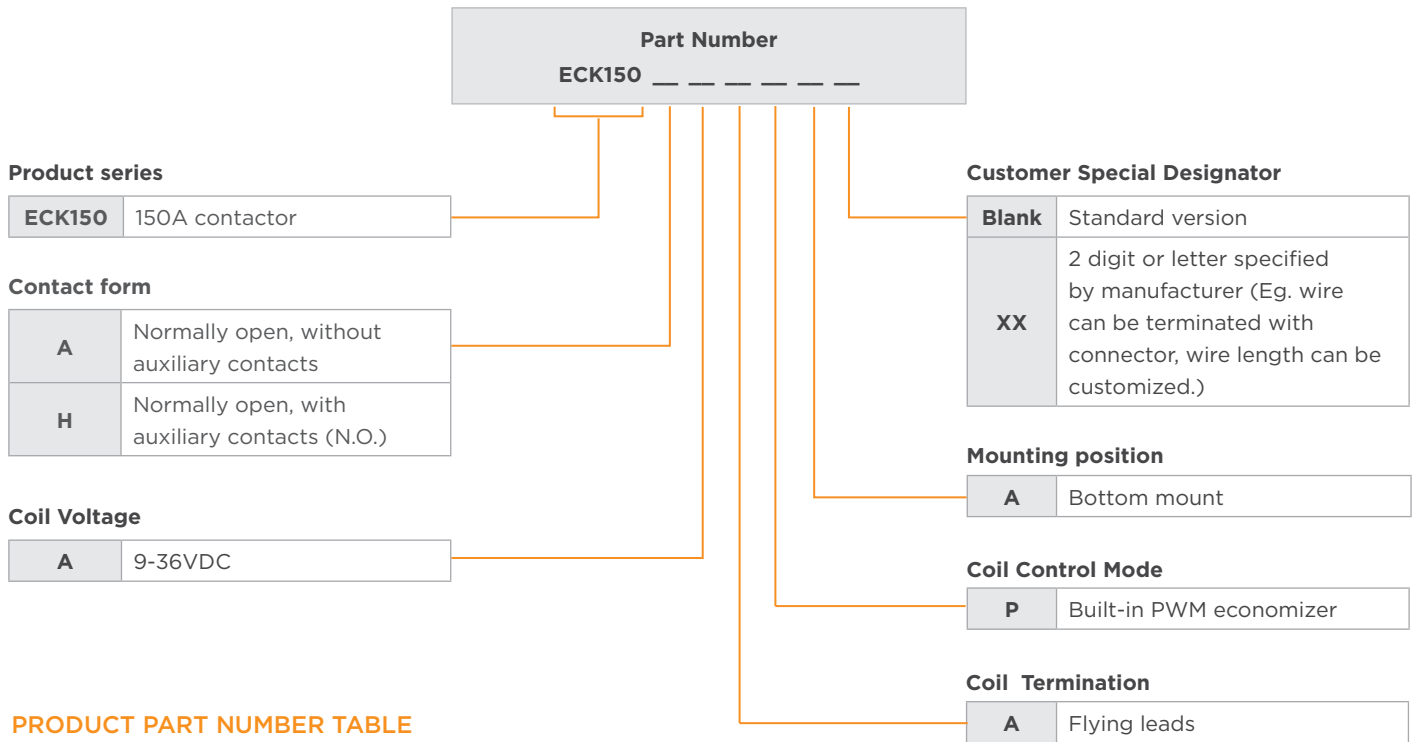 Part Number
ECK150 __ __ __ __ __ __
Product series
ECK150 150A contactor
Contact form
A Normally open, without
auxiliary contacts
H Normally open, with
auxiliary contacts (N.O.)
Coil Voltage
A 9-36VDC
PRODUCT PART NUMBER TABLE
Customer Special Designator
Blank Standard version
XX 2 digit or letter specified
by manufacturer (Eg. wire
can be terminated with
connector, wire length can be
customized.)
Mounting position
A Bottom mount
Coil Control Mode
P Built-in PWM economizer
Coil Termination
A Flying leads